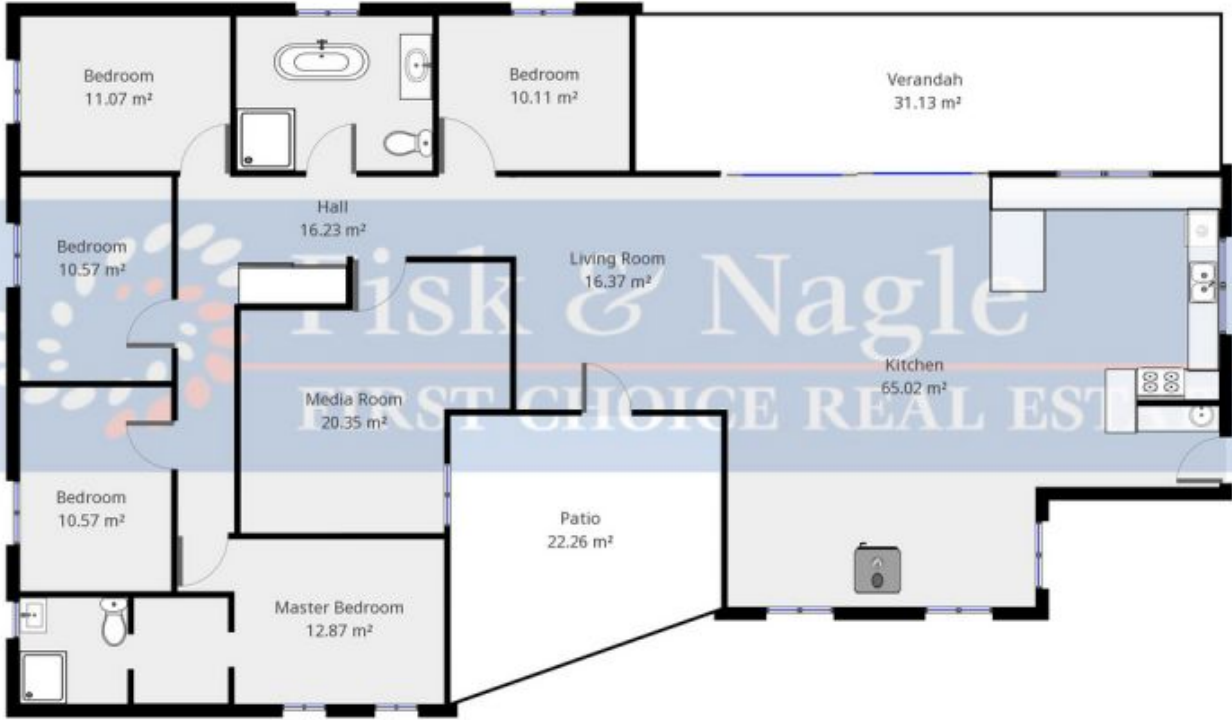 Bedroom
11.07 m²
Bedroom
10.11 m²
Verandah
31.13 m²
Hall
16.23 m²
Bedroom
10.57 m²
Living Room
16.37 m²
Fisk & Nagle
FIRST CHOICE REAL EST
Kitchen
65.02 m²
Media Room
20.35 m²
Bedroom
10.57 m²
Patio
22.26 m²
Master Bedroom
12.87 m²